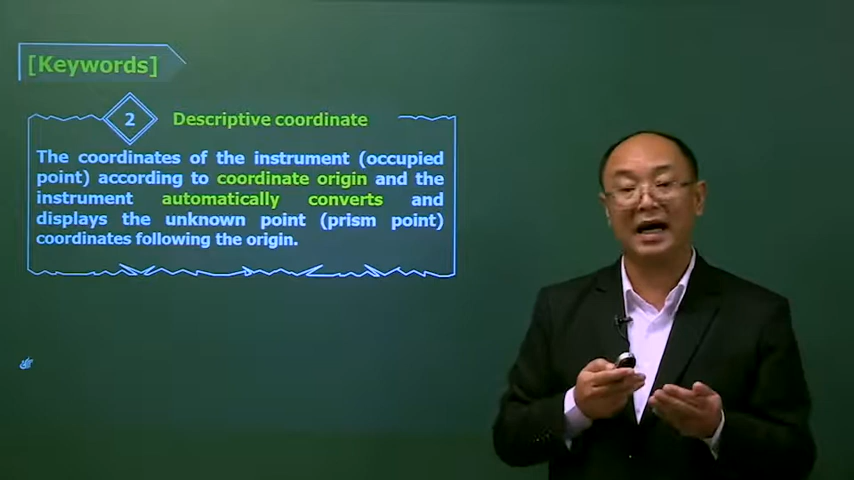 [Keywords]
2
Descriptive coordinate
The coordinates of the instrument (occupied
point) according to coordinate origin and the
instrument automatically converts and
displays the unknown point (prism point)
coordinates following the origin.